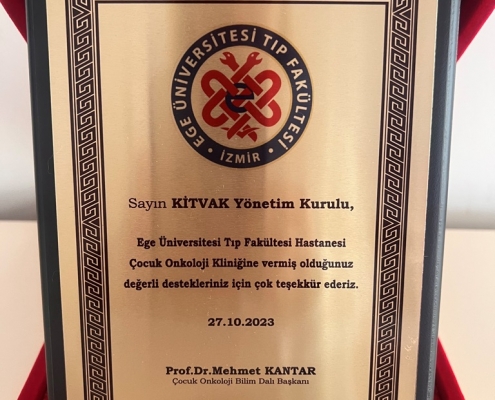 EGE ÜNİVERSİTESİ TIP FAKÜLTESİ
İZMİR
Sayın KİTVAK Yönetim Kurulu,
Ege Üniversitesi Tıp Fakültesi Hastanesi
Çocuk Onkoloji Kliniğine vermiş olduğunuz
değerli destekleriniz için çok teşekkür ederiz.
27.10.2023
Prof.Dr.Mehmet KANTAR
Çocuk Onkoloji Bilim Dalı Başkanı